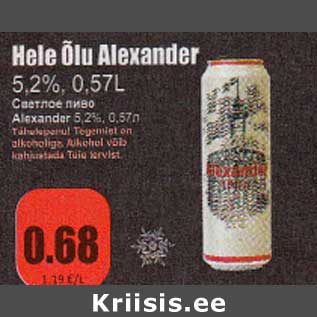 Hele Õlu Alexander
5,2%, 0,57L
Светлое пиво
Alexander 5,2%, 0,57л
Tähelepanu! Tegemist on
alkoholiga. Alkohol võib
kahjustada Teie tervist.
0.68
1.19 €/L
Alexander
Kriisis.ee